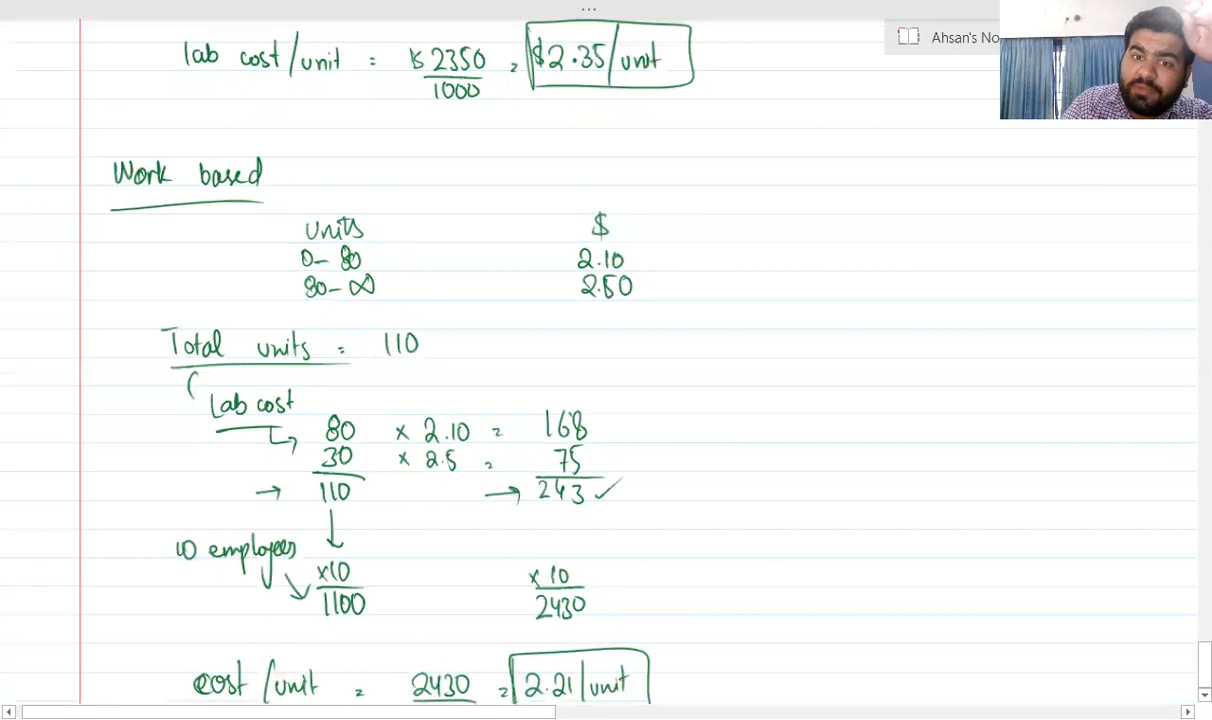 lab cost/unit = $2350 = $2.35/unit
1000
Ahsan's No
Work based
Units $
0- 80 2.10
80- ∞ 2.50
Total units = 110
Lab cost
80 × 2.10 = 168
30 × 2.5 = 75
→ 110 → 243 ✓
10 employees
×10 ×10
1100 2430
cost/unit = 2430 = 2.21/unit